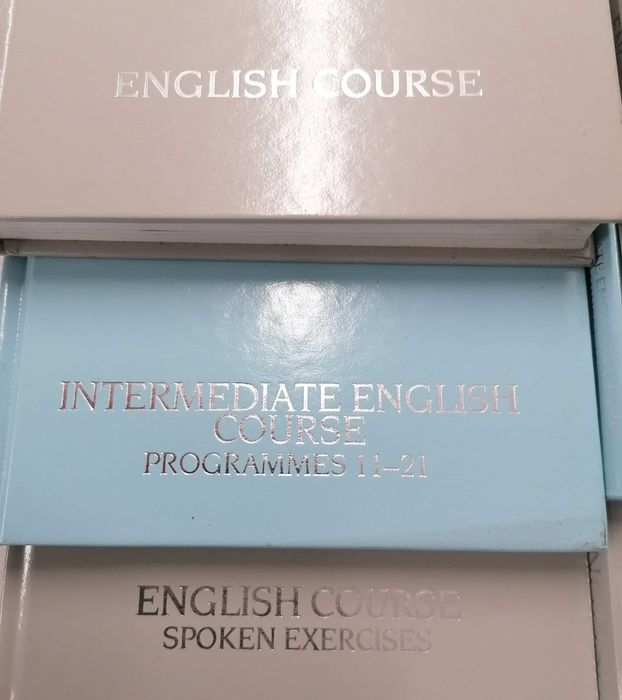 ENGLISH COURSE
INTERMEDIATE ENGLISH
COURSE
PROGRAMMES 11–21
ENGLISH COURSE
SPOKEN EXERCISES